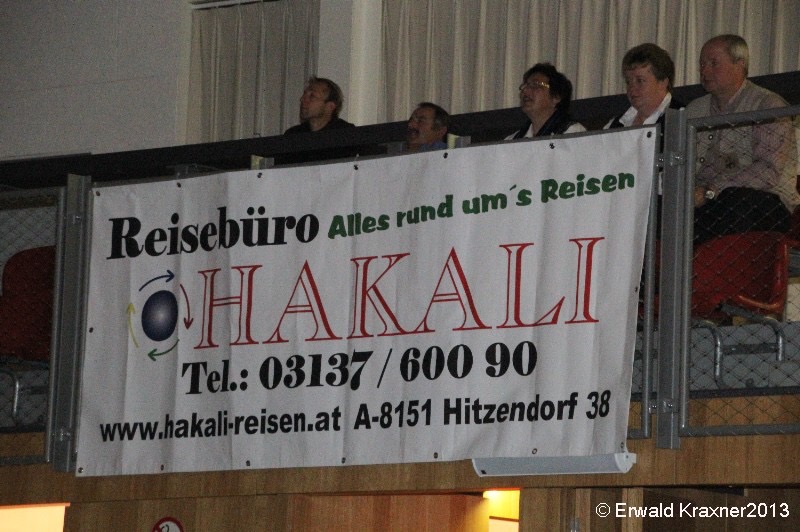 Reisebüro Alles rund um´s Reisen
HAKALI
Tel.: 03137/600 90
www.hakali-reisen.at A-8151 Hitzendorf 38
© Erwald Kraxner2013